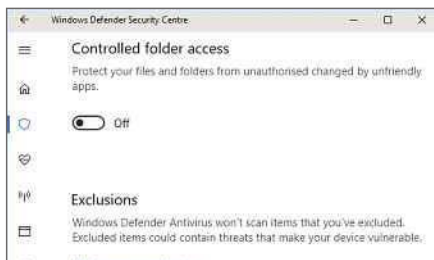 Windows Defender Security Centre
Controlled folder access
Protect your files and folders from unauthorised changed by unfriendly
apps.
Off
Exclusions
Windows Defender Antivirus won't scan items that you've excluded.
Excluded items could contain threats that make your device vulnerable.